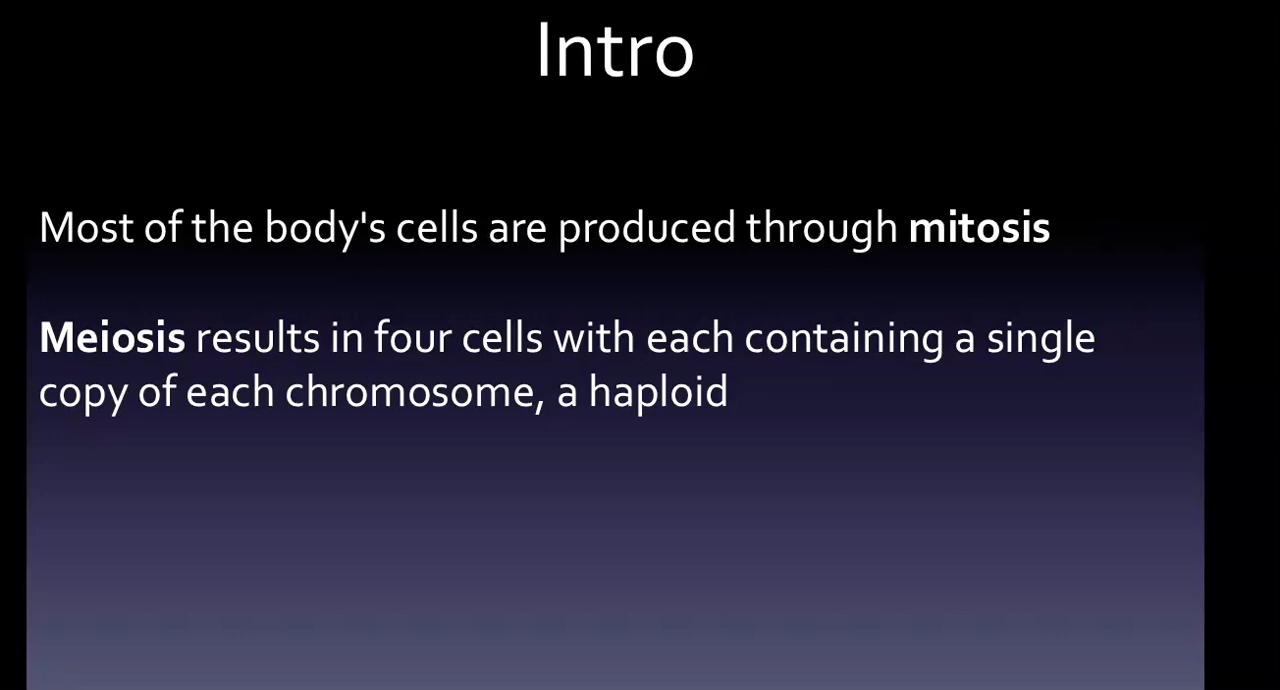 Intro
Most of the body's cells are produced through mitosis
Meiosis results in four cells with each containing a single
copy of each chromosome, a haploid